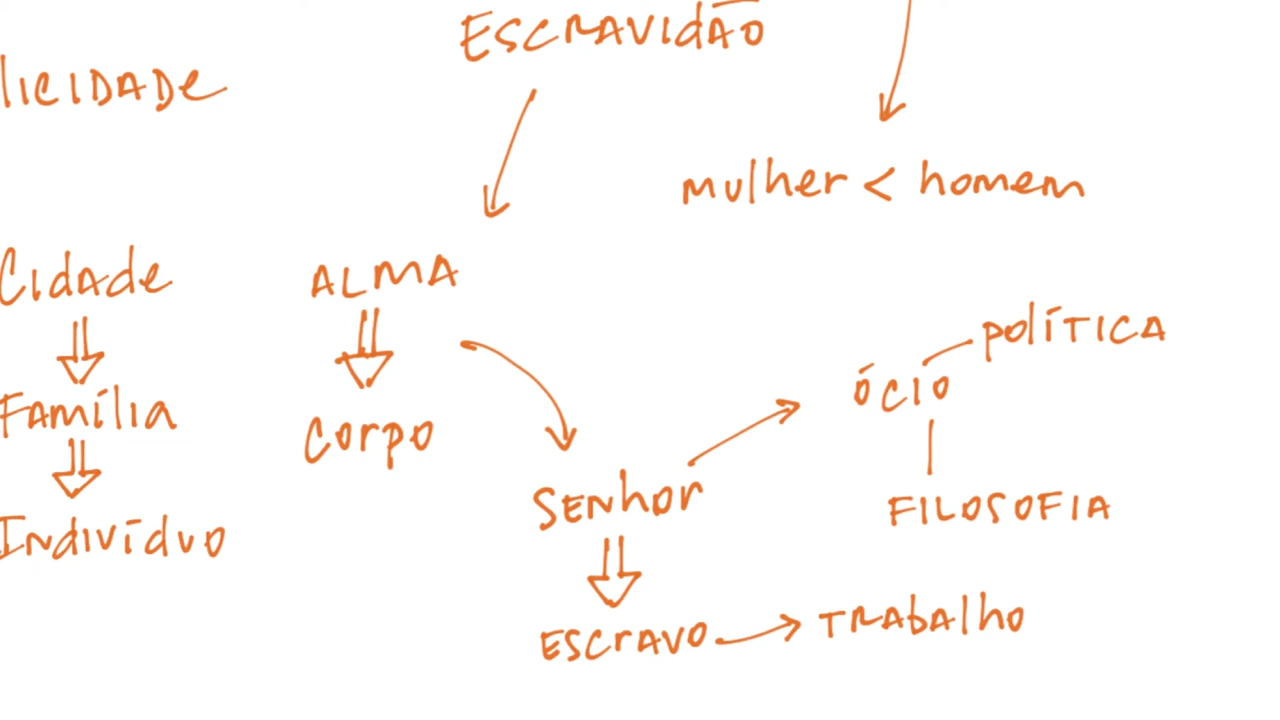 ESCRAVIDÃO
LICIDADE
mulher < homem
Cidade
ALMA
POLÍTICA
ÓCIO
Família
Corpo
SENHOR
FILOSOFIA
Indivíduo
ESCRAVO
TRABALHO